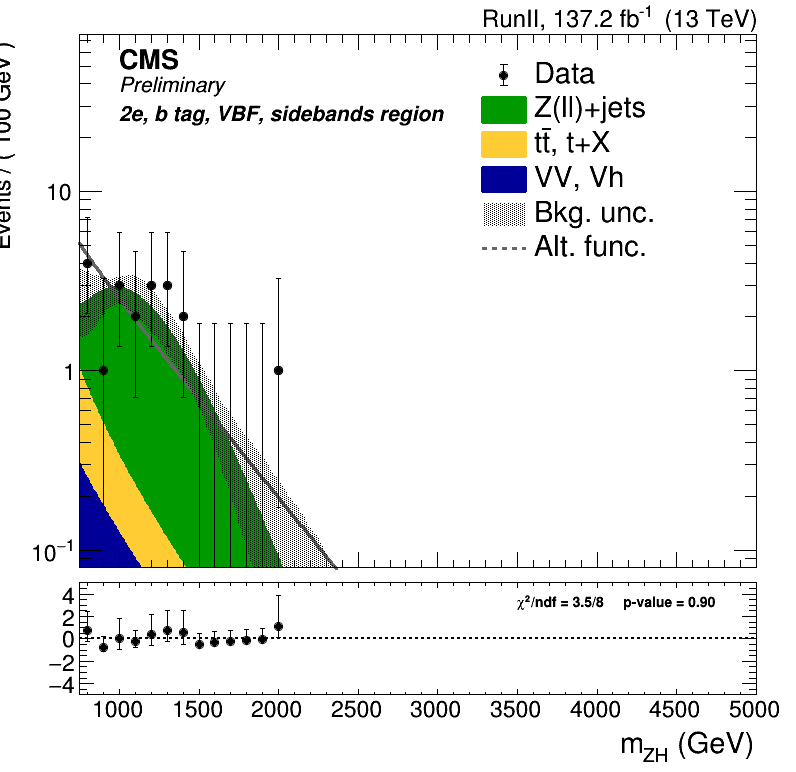 RunII, 137.2 fb⁻¹ (13 TeV)
CMS
Preliminary
2e, b tag, VBF, sidebands region
Data
Z(ll)+jets
tt̄, t+X
VV, Vh
Bkg. unc.
Alt. func.
Events / ( 100 GeV )
10
1
10⁻¹
χ²/ndf = 3.5/8 p-value = 0.90
4
2
0
−2
−4
1000 1500 2000 2500 3000 3500 4000 4500 5000
m_ZH (GeV)